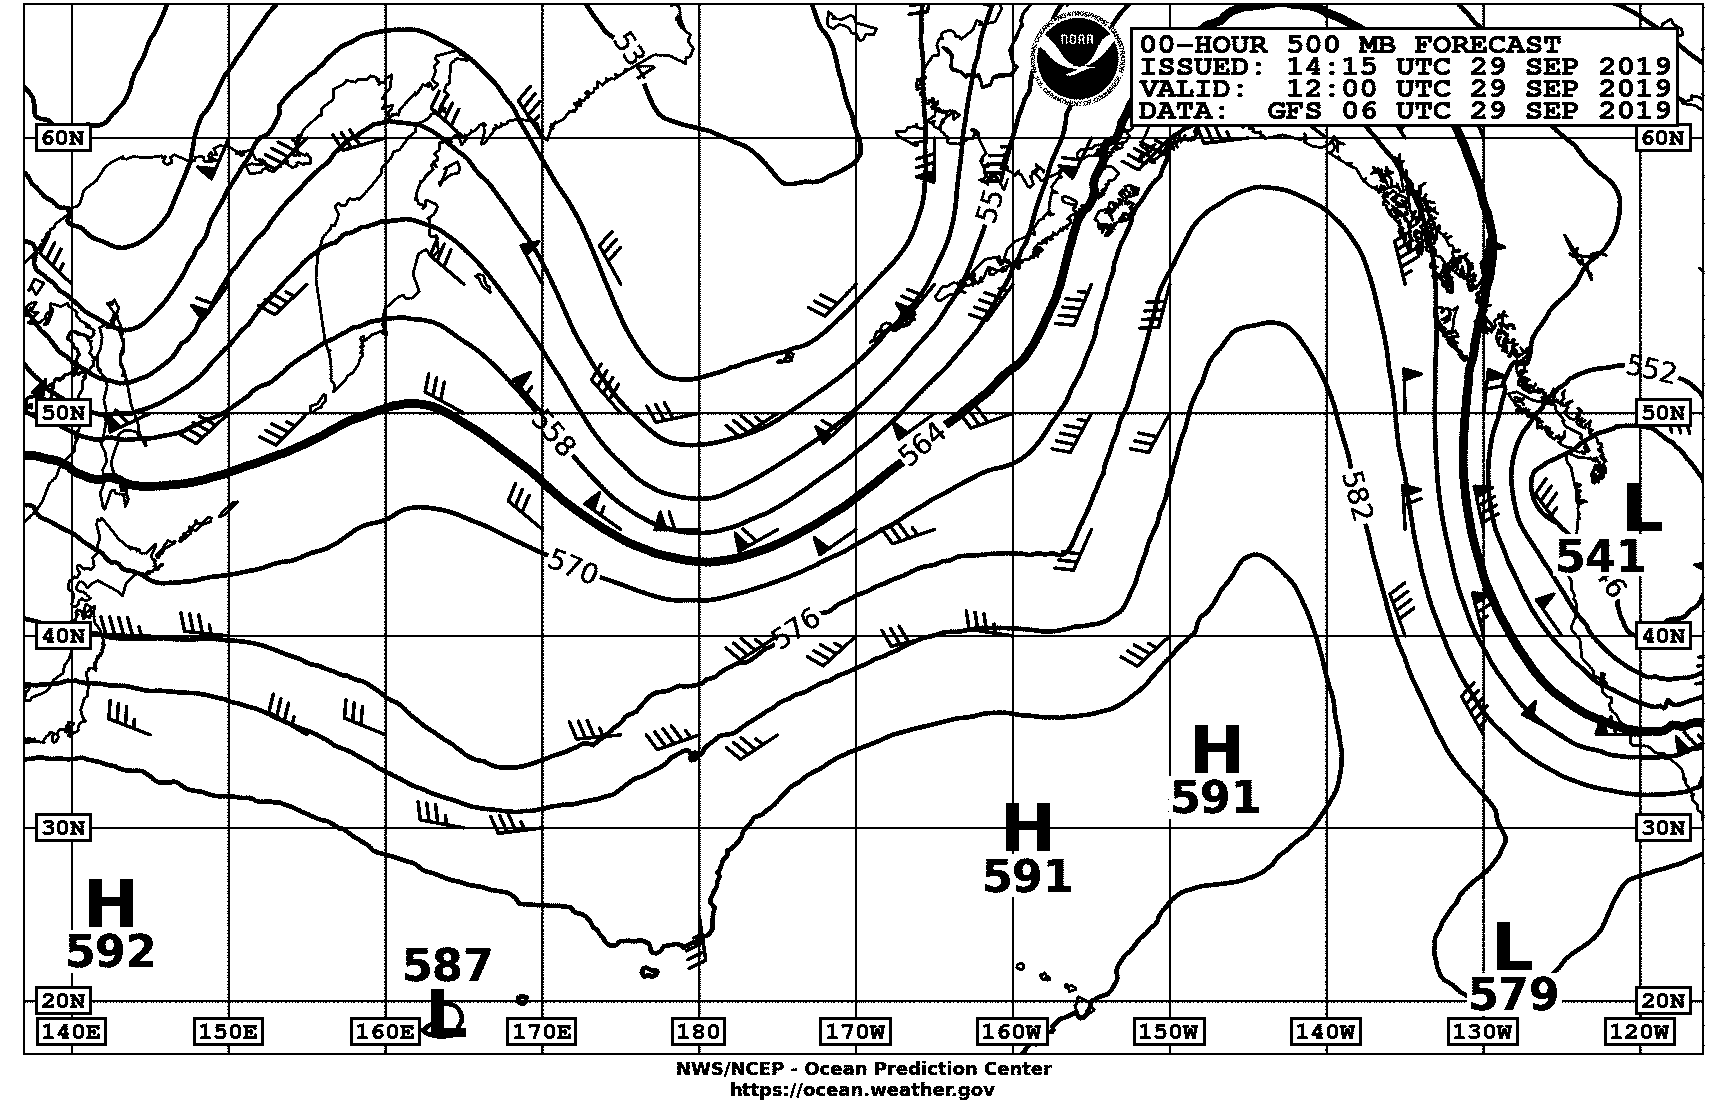 NOAA
00-HOUR 500 MB FORECAST
ISSUED: 14:15 UTC 29 SEP 2019
VALID: 12:00 UTC 29 SEP 2019
DATA: GFS 06 UTC 29 SEP 2019
534
60N
60N
552
552
50N
50N
558
564
582
L
541
570
6
576
40N
40N
H
591
H
591
30N
30N
H
592
587
L
L
579
20N
20N
140E
150E
160E
170E
180
170W
160W
150W
140W
130W
120W
NWS/NCEP - Ocean Prediction Center
https://ocean.weather.gov